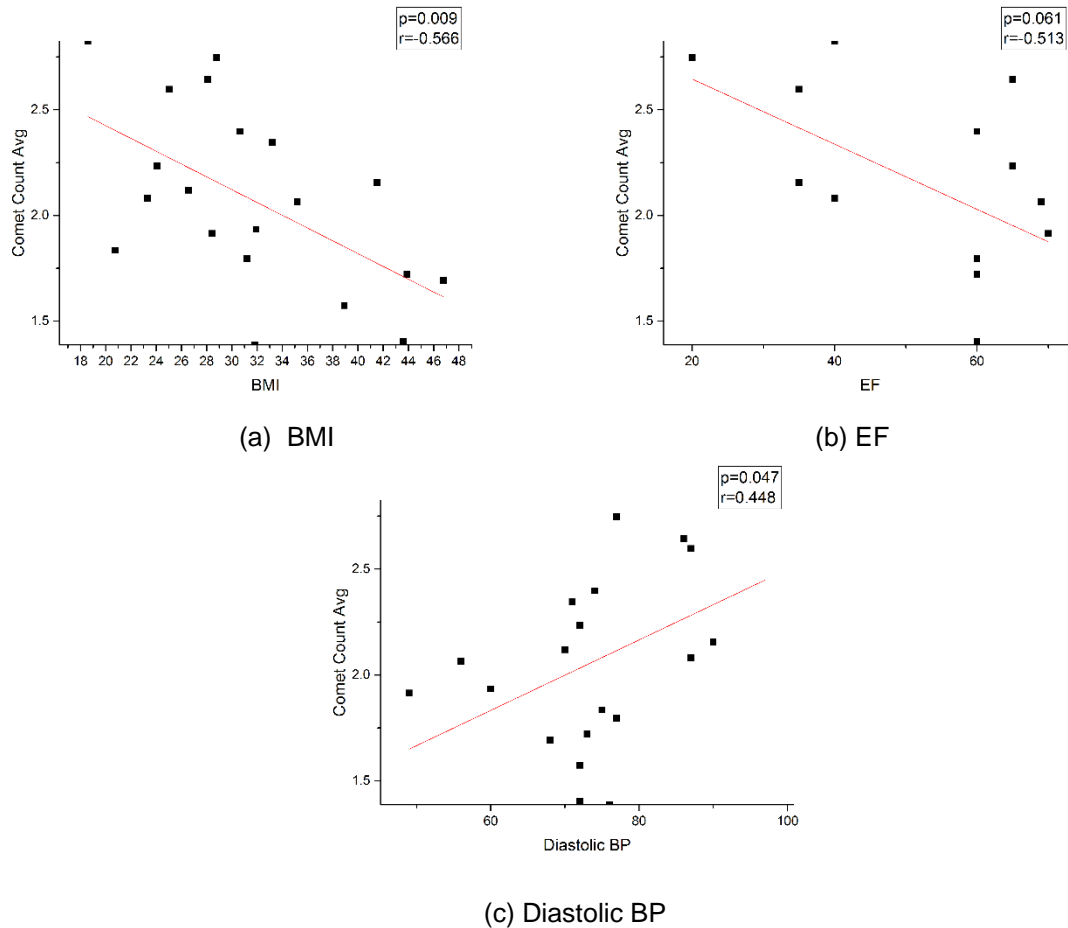 p=0.009
r=-0.566
Comet Count Avg
2.5
2.0
1.5
18 20 22 24 26 28 30 32 34 36 38 40 42 44 46 48
BMI
(a) BMI
p=0.061
r=-0.513
Comet Count Avg
2.5
2.0
1.5
20 40 60
EF
(b) EF
p=0.047
r=0.448
Comet Count Avg
2.5
2.0
1.5
60 80 100
Diastolic BP
(c) Diastolic BP